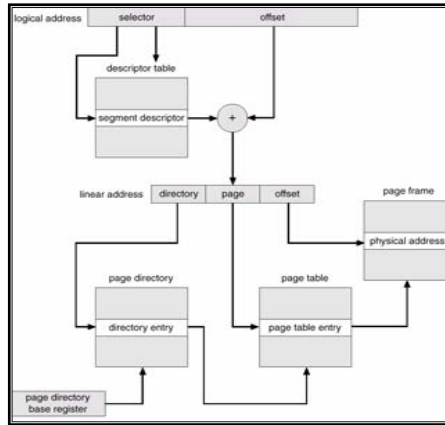 logical address selector offset
descriptor table
segment descriptor +
page frame
linear address directory page offset
physical address
page directory page table
directory entry page table entry
page directory
base register